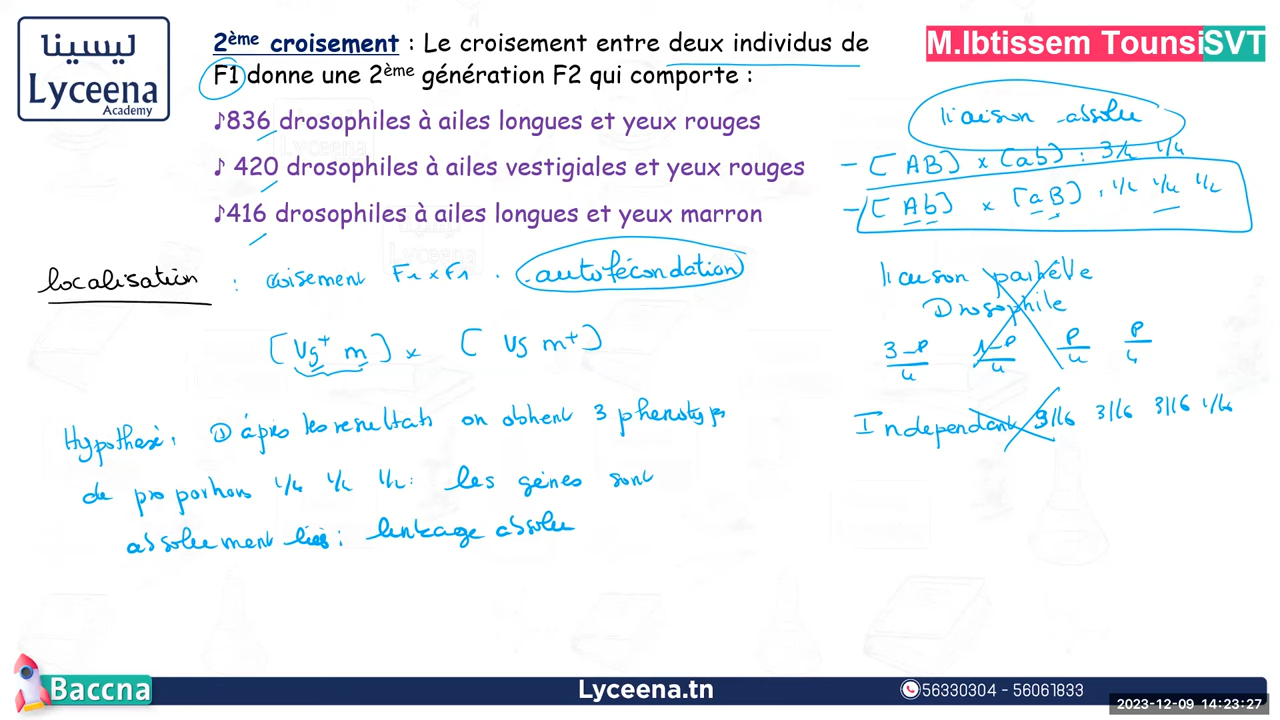 ليسينا
Lyceena
Academy
2ème croisement : Le croisement entre deux individus de
F1 donne une 2ème génération F2 qui comporte :
♪836 drosophiles à ailes longues et yeux rouges
♪ 420 drosophiles à ailes vestigiales et yeux rouges
♪416 drosophiles à ailes longues et yeux marron
M.Ibtissem Tounsi SVT
liaison absolue
- [AB] x [ab] : 3/4 1/4
- [Ab] x [aB] , 1/4 1/4 1/2
localisation : croisement F1 x F1 . autofécondation
[Vg+ m] x [Vg m+]
liaison partielle
Drosophile
3-P/4 1-P/4 P/4 P/4
Independant 9/16 3/16 3/16 1/16
Hypothèse : D'après les resultats on obtient 3 phenotypes
de proportions 1/4 1/4 1/2 : les gènes sont
absolument liés : linkage absolu
Baccna
Lyceena.tn
56330304 - 56061833
2023-12-09 14:23:27